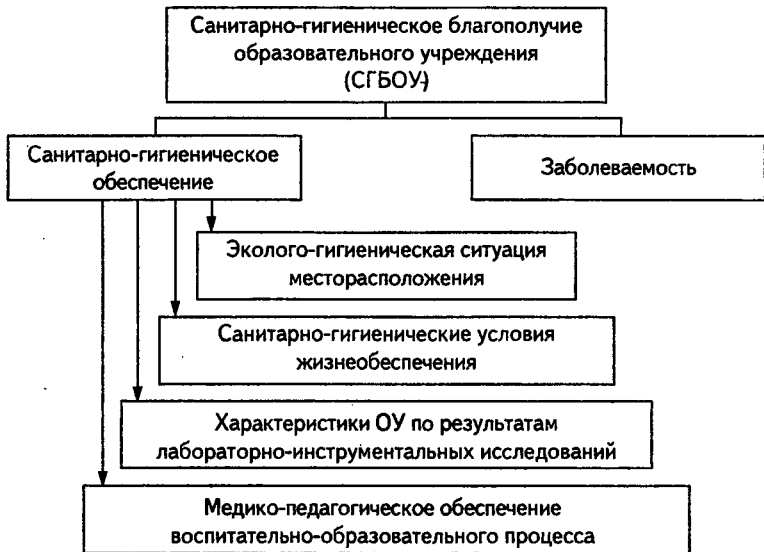 Санитарно-гигиеническое благополучие
образовательного учреждения
(СГБОУ)
Санитарно-гигиеническое
обеспечение
Заболеваемость
Эколого-гигиеническая ситуация
месторасположения
Санитарно-гигиенические условия
жизнеобеспечения
Характеристики ОУ по результатам
лабораторно-инструментальных исследований
Медико-педагогическое обеспечение
воспитательно-образовательного процесса